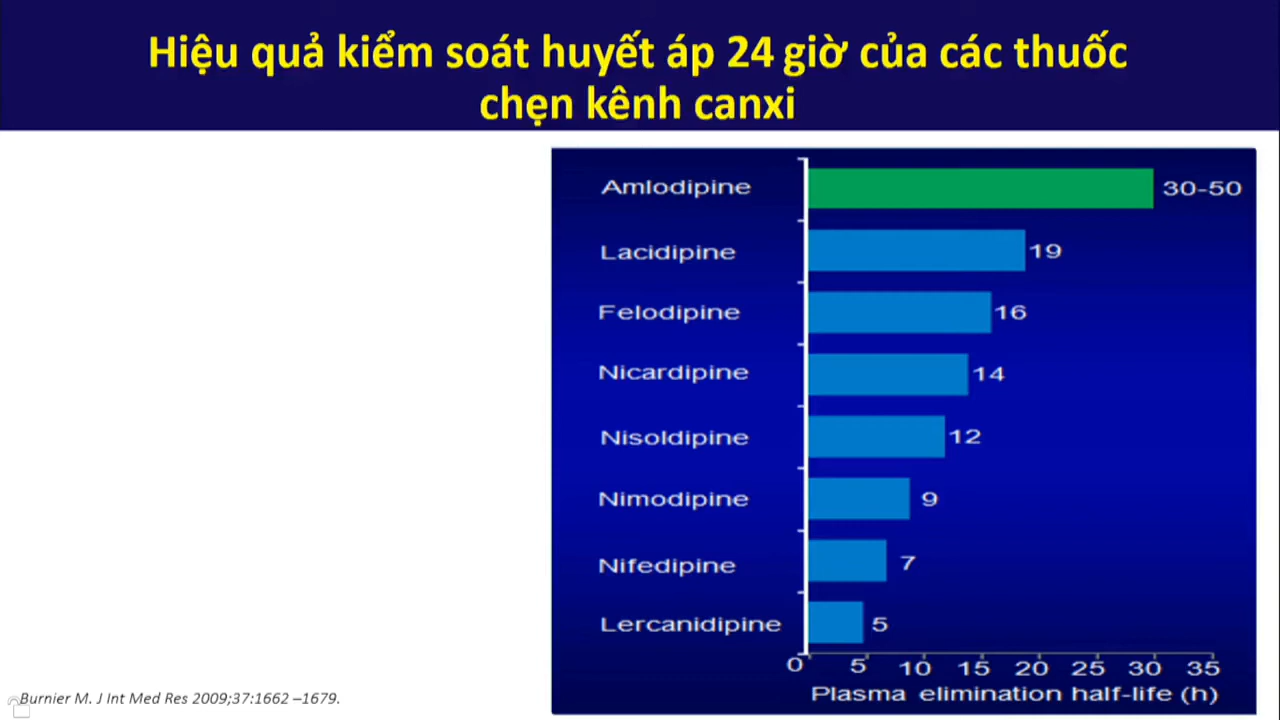 Hiệu quả kiểm soát huyết áp 24 giờ của các thuốc
chẹn kênh canxi
Amlodipine 30-50
Lacidipine 19
Felodipine 16
Nicardipine 14
Nisoldipine 12
Nimodipine 9
Nifedipine 7
Lercanidipine 5
0 5 10 15 20 25 30 35
Plasma elimination half-life (h)
Burnier M. J Int Med Res 2009;37:1662 –1679.